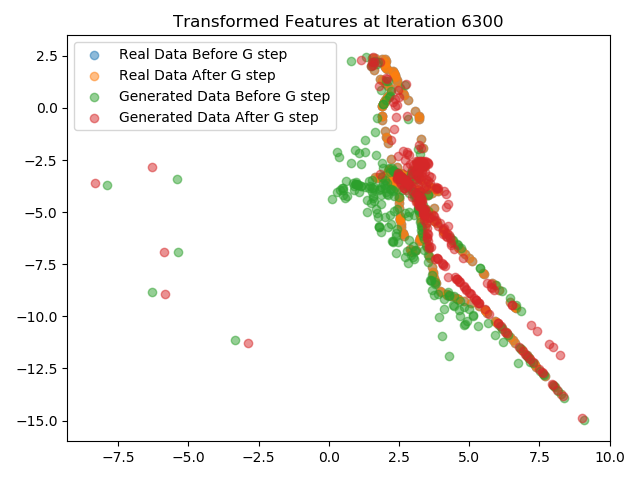 Transformed Features at Iteration 6300
Real Data Before G step
Real Data After G step
Generated Data Before G step
Generated Data After G step
2.5
0.0
−2.5
−5.0
−7.5
−10.0
−12.5
−15.0
−7.5 −5.0 −2.5 0.0 2.5 5.0 7.5 10.0